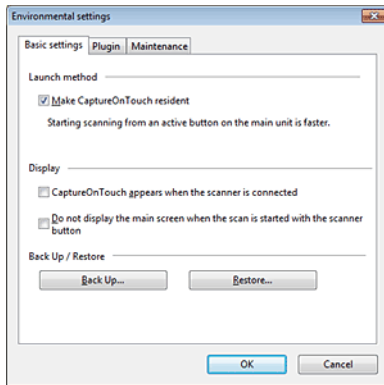 Environmental settings
Basic settings Plugin Maintenance
Launch method
Make CaptureOnTouch resident
Starting scanning from an active button on the main unit is faster.
Display
CaptureOnTouch appears when the scanner is connected
Do not display the main screen when the scan is started with the scanner
button
Back Up / Restore
Back Up... Restore...
OK Cancel